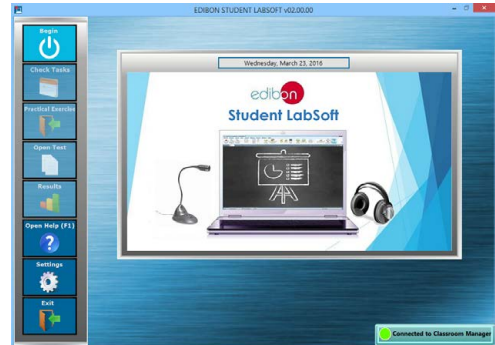 EDIBON STUDENT LABSOFT v02.00.00
Begin
Check Tasks
Practical Exercises
Open Test
Results
Open Help (F1)
Settings
Exit
Wednesday, March 23, 2016
edibon
Student LabSoft
Connected to Classroom Manager